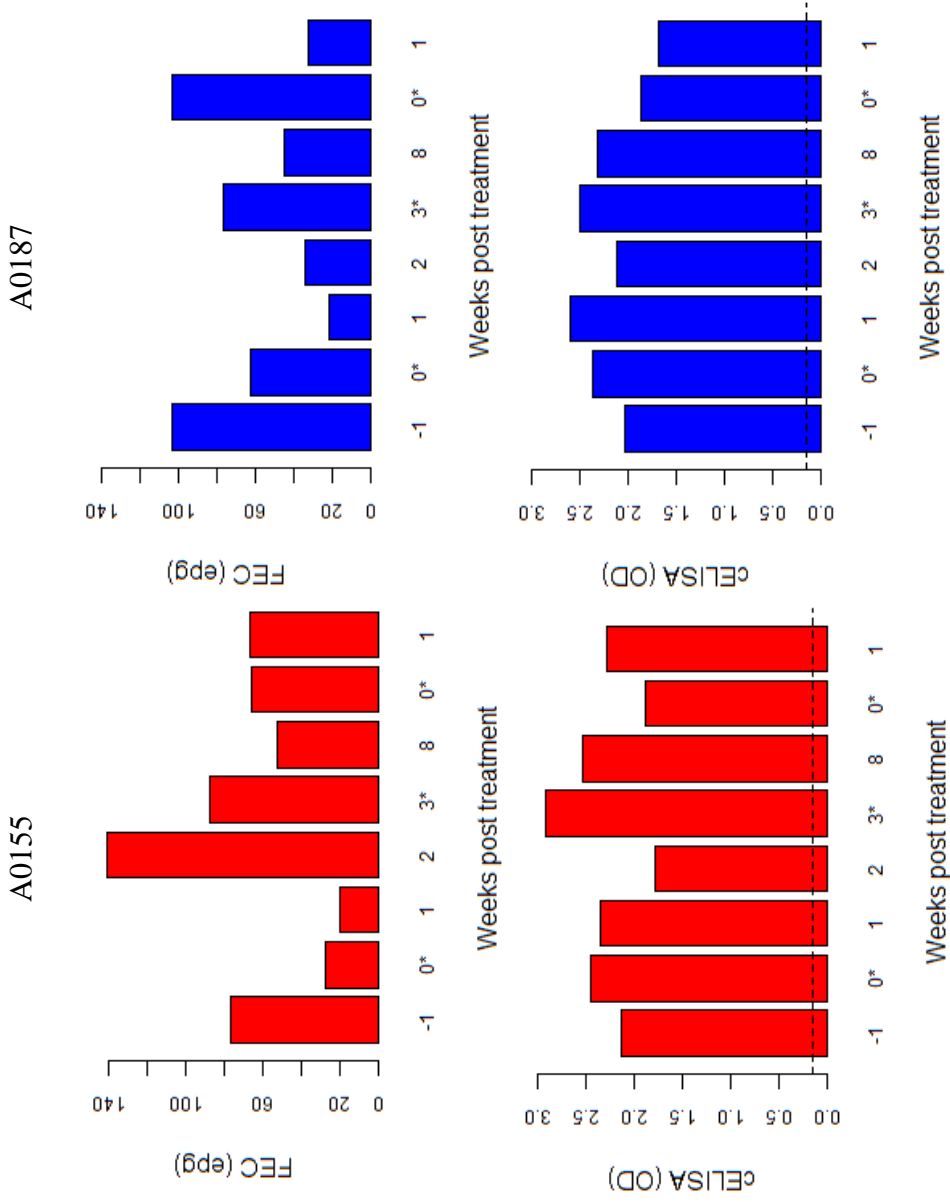 A0155
FEC (epg)
0 20 60 100 140
-1 0* 1 2 3* 8 0* 1
Weeks post treatment
cELISA (OD)
0.0 0.5 1.0 1.5 2.0 2.5 3.0
-1 0* 1 2 3* 8 0* 1
Weeks post treatment
A0187
FEC (epg)
0 20 60 100 140
-1 0* 1 2 3* 8 0* 1
Weeks post treatment
cELISA (OD)
0.0 0.5 1.0 1.5 2.0 2.5 3.0
-1 0* 1 2 3* 8 0* 1
Weeks post treatment